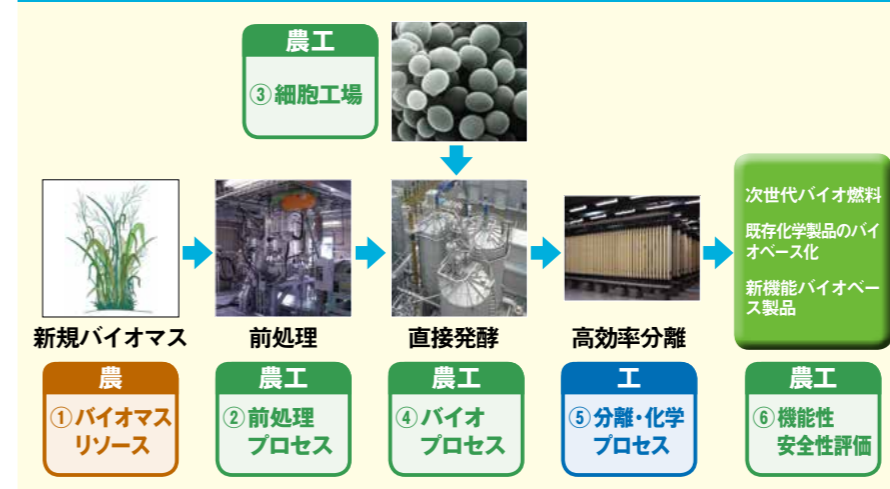 農工
③細胞工場
次世代バイオ燃料
既存化学製品のバイ
オベース化
新機能バイオベー
ス製品
新規バイオマス
前処理
直接発酵
高効率分離
農
①バイオマス
リソース
農工
②前処理
プロセス
農工
④バイオ
プロセス
工
⑤分離・化学
プロセス
農工
⑥機能性
安全性評価